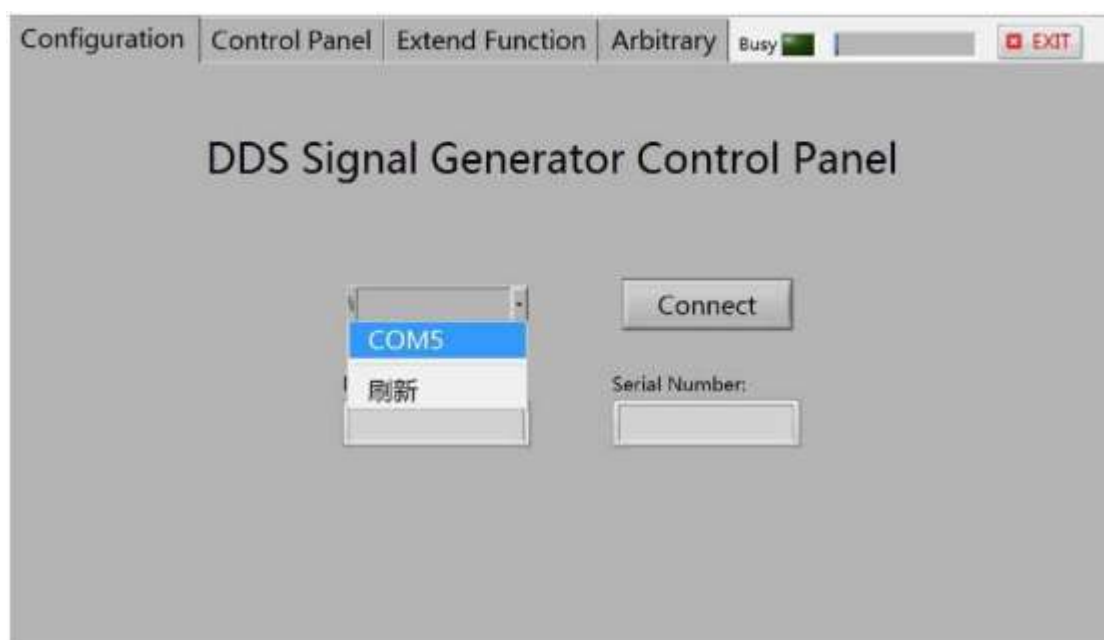 Configuration Control Panel Extend Function Arbitrary Busy EXIT
DDS Signal Generator Control Panel
Connect
COM5
刷新
Serial Number: